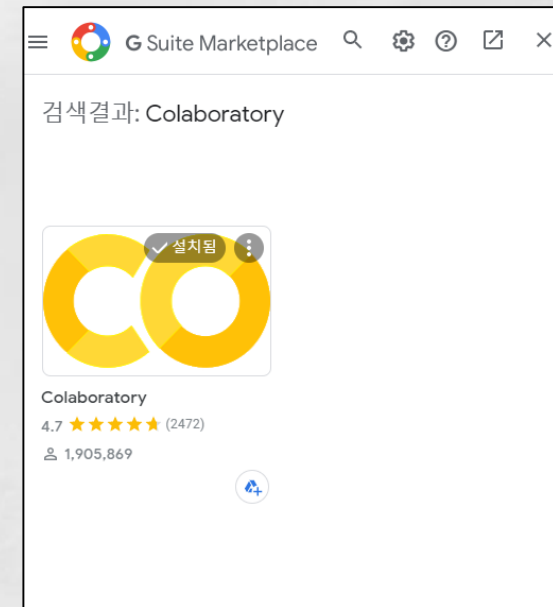 G Suite Marketplace
검색결과: Colaboratory
설치됨
Colaboratory
4.7 (2472)
1,905,869